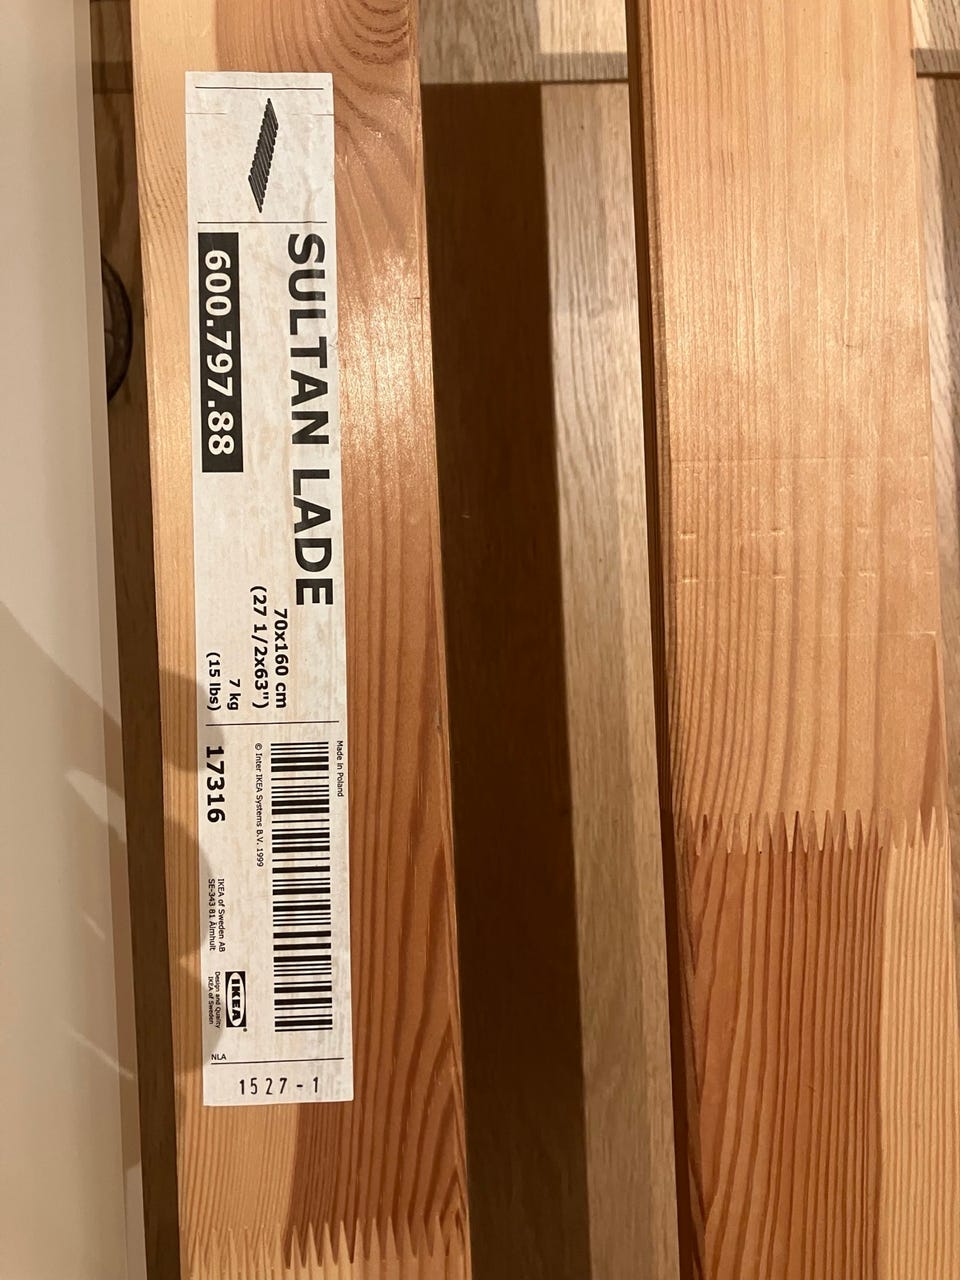 SULTAN LADE
600.797.88
70x160 cm
(27 1/2x63")
7 kg
(15 lbs)
Made in Poland
© Inter IKEA Systems B.V. 1999
17316
IKEA of Sweden AB
SE-343 81 Älmhult
IKEA®
Design and Quality
IKEA of Sweden
NLA
1527-1